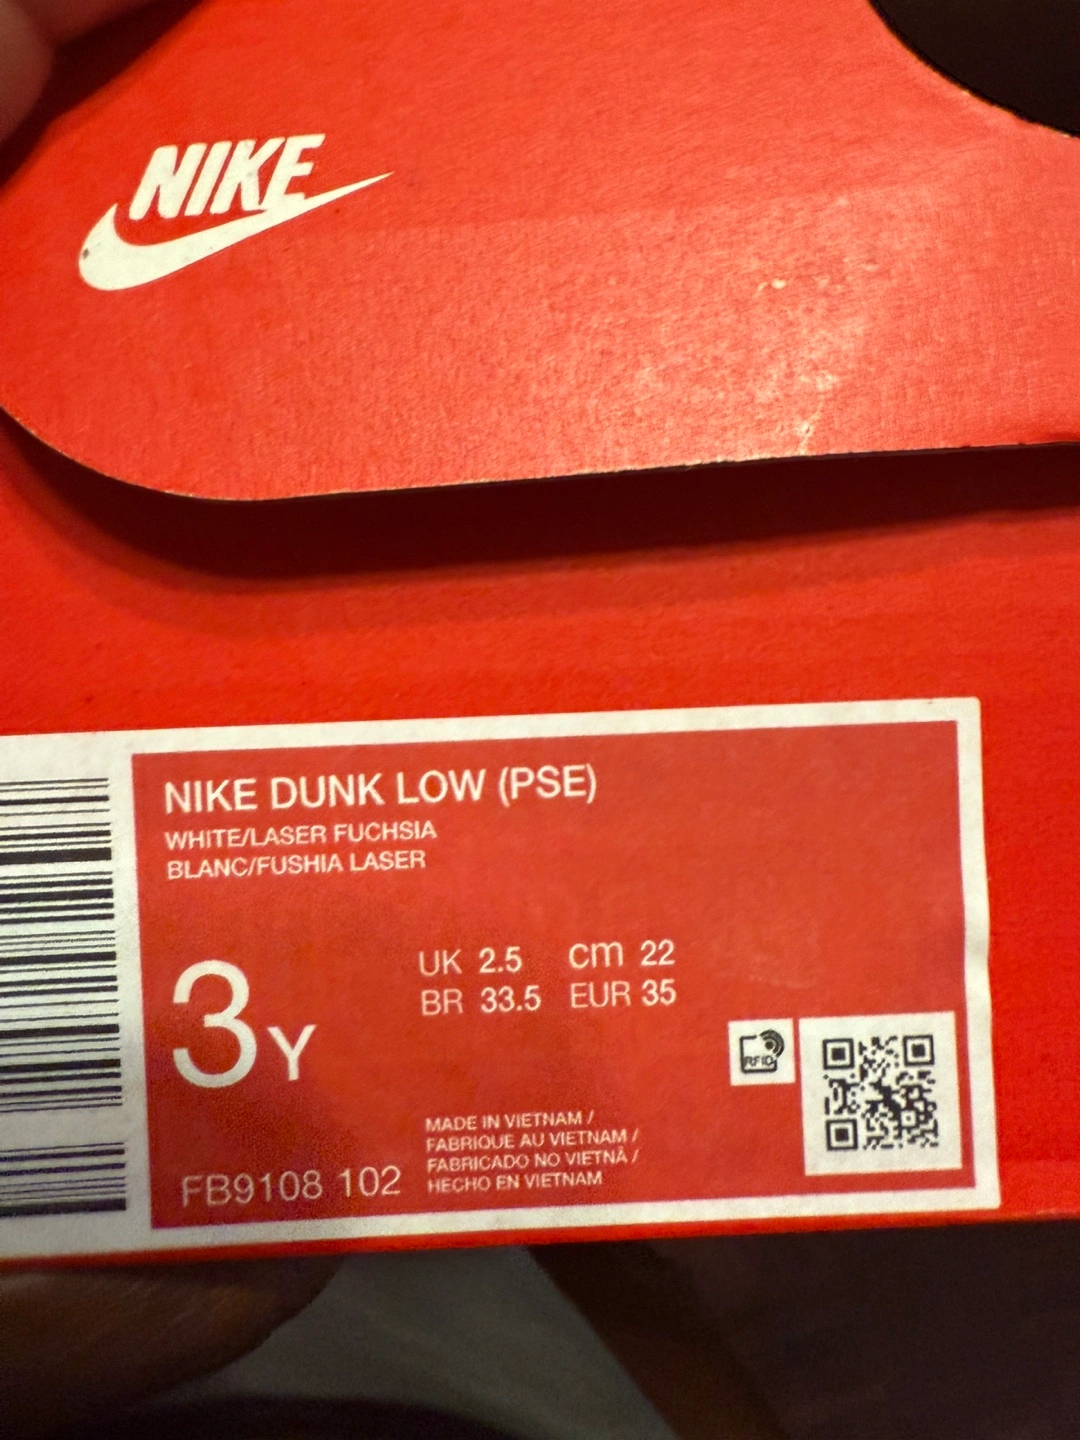 NIKE
NIKE DUNK LOW (PSE)
WHITE/LASER FUCHSIA
BLANC/FUSHIA LASER
3Y
UK 2.5 cm 22
BR 33.5 EUR 35
RFID
MADE IN VIETNAM /
FABRIQUE AU VIETNAM /
FABRICADO NO VIETNÃ /
HECHO EN VIETNAM
FB9108 102